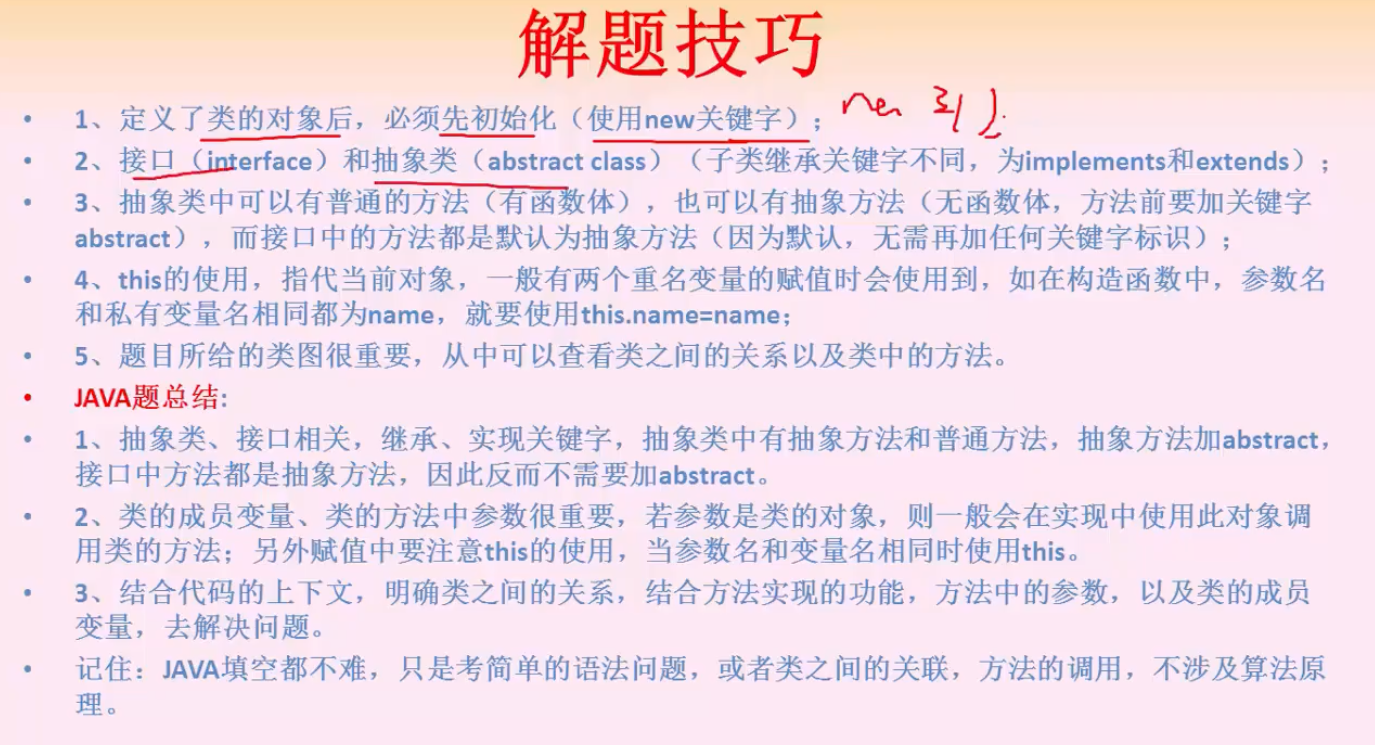 解题技巧
• 1、定义了类的对象后，必须先初始化（使用new关键字）；
• 2、接口（interface）和抽象类（abstract class）（子类继承关键字不同，为implements和extends）；
• 3、抽象类中可以有普通的方法（有函数体），也可以有抽象方法（无函数体，方法前要加关键字
abstract），而接口中的方法都是默认为抽象方法（因为默认，无需再加任何关键字标识）；
• 4、this的使用，指代当前对象，一般有两个重名变量的赋值时会使用到，如在构造函数中，参数名
和私有变量名相同都为name，就要使用this.name=name；
• 5、题目所给的类图很重要，从中可以查看类之间的关系以及类中的方法。
• JAVA题总结:
• 1、抽象类、接口相关，继承、实现关键字，抽象类中有抽象方法和普通方法，抽象方法加abstract，
接口中方法都是抽象方法，因此反而不需要加abstract。
• 2、类的成员变量、类的方法中参数很重要，若参数是类的对象，则一般会在实现中使用此对象调
用类的方法；另外赋值中要注意this的使用，当参数名和变量名相同时使用this。
• 3、结合代码的上下文，明确类之间的关系，结合方法实现的功能，方法中的参数，以及类的成员
变量，去解决问题。
• 记住：JAVA填空都不难，只是考简单的语法问题，或者类之间的关联，方法的调用，不涉及算法原
理。